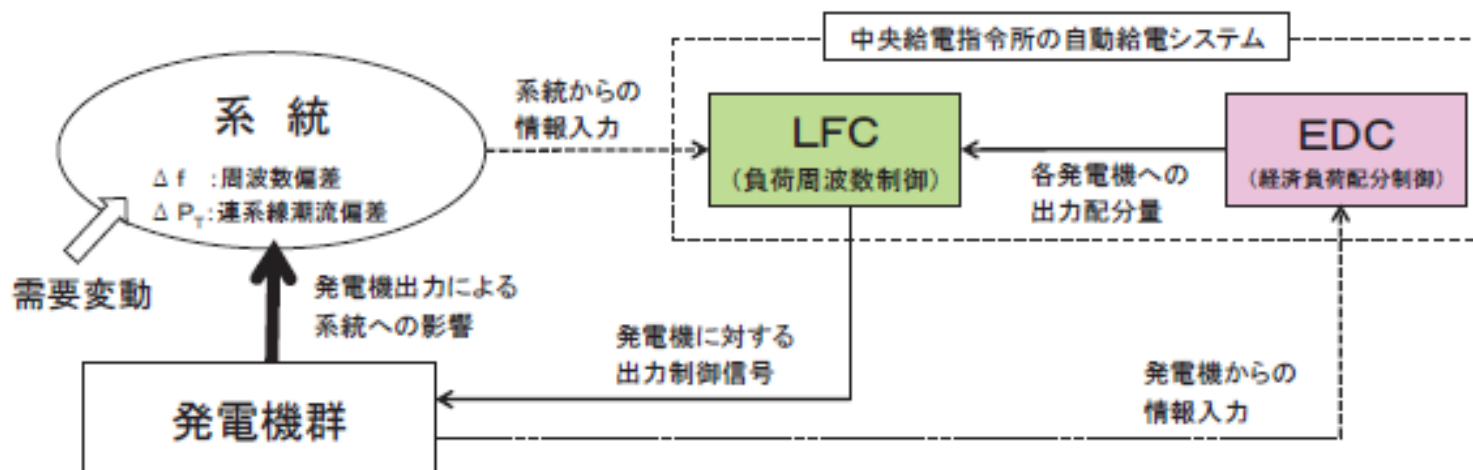 中央給電指令所の自動給電システム
系統
Δf :周波数偏差
ΔP_T:連系線潮流偏差
需要変動
系統からの
情報入力
LFC
(負荷周波数制御)
各発電機への
出力配分量
EDC
(経済負荷配分制御)
発電機出力による
系統への影響
発電機に対する
出力制御信号
発電機からの
情報入力
発電機群